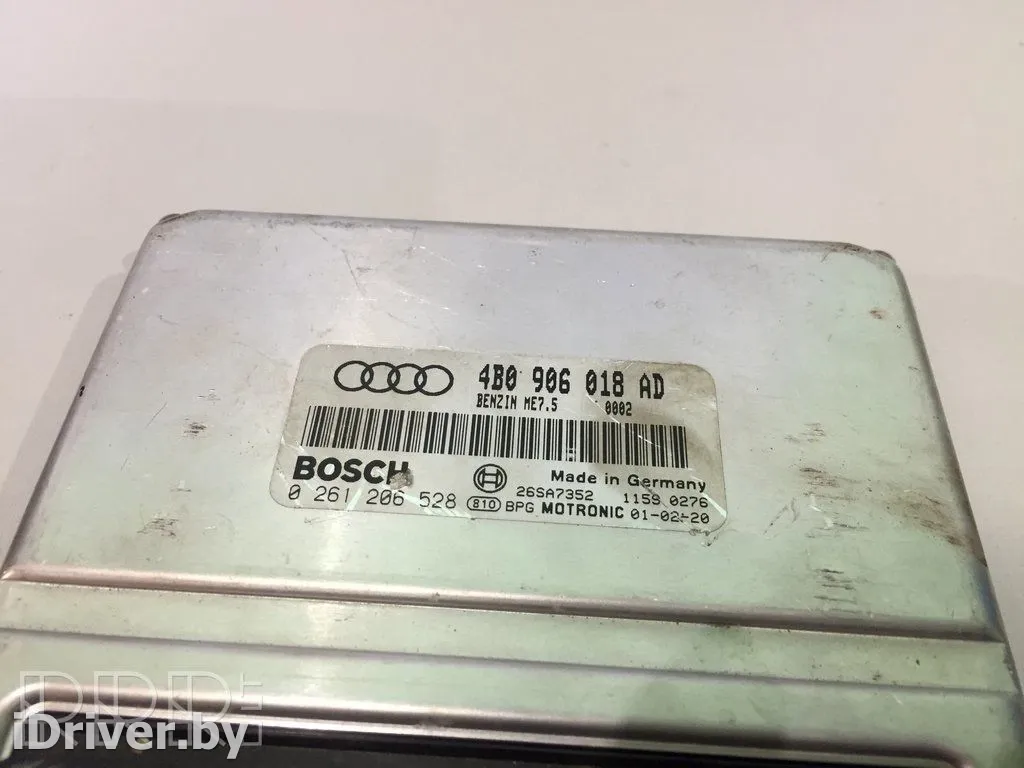 4B0 906 018 AD
BENZIN ME7.5 0002
BOSCH Made in Germany
26SA7352 1159 0276
0 261 206 528 810 BPG MOTRONIC 01-02-20
iDriver.by